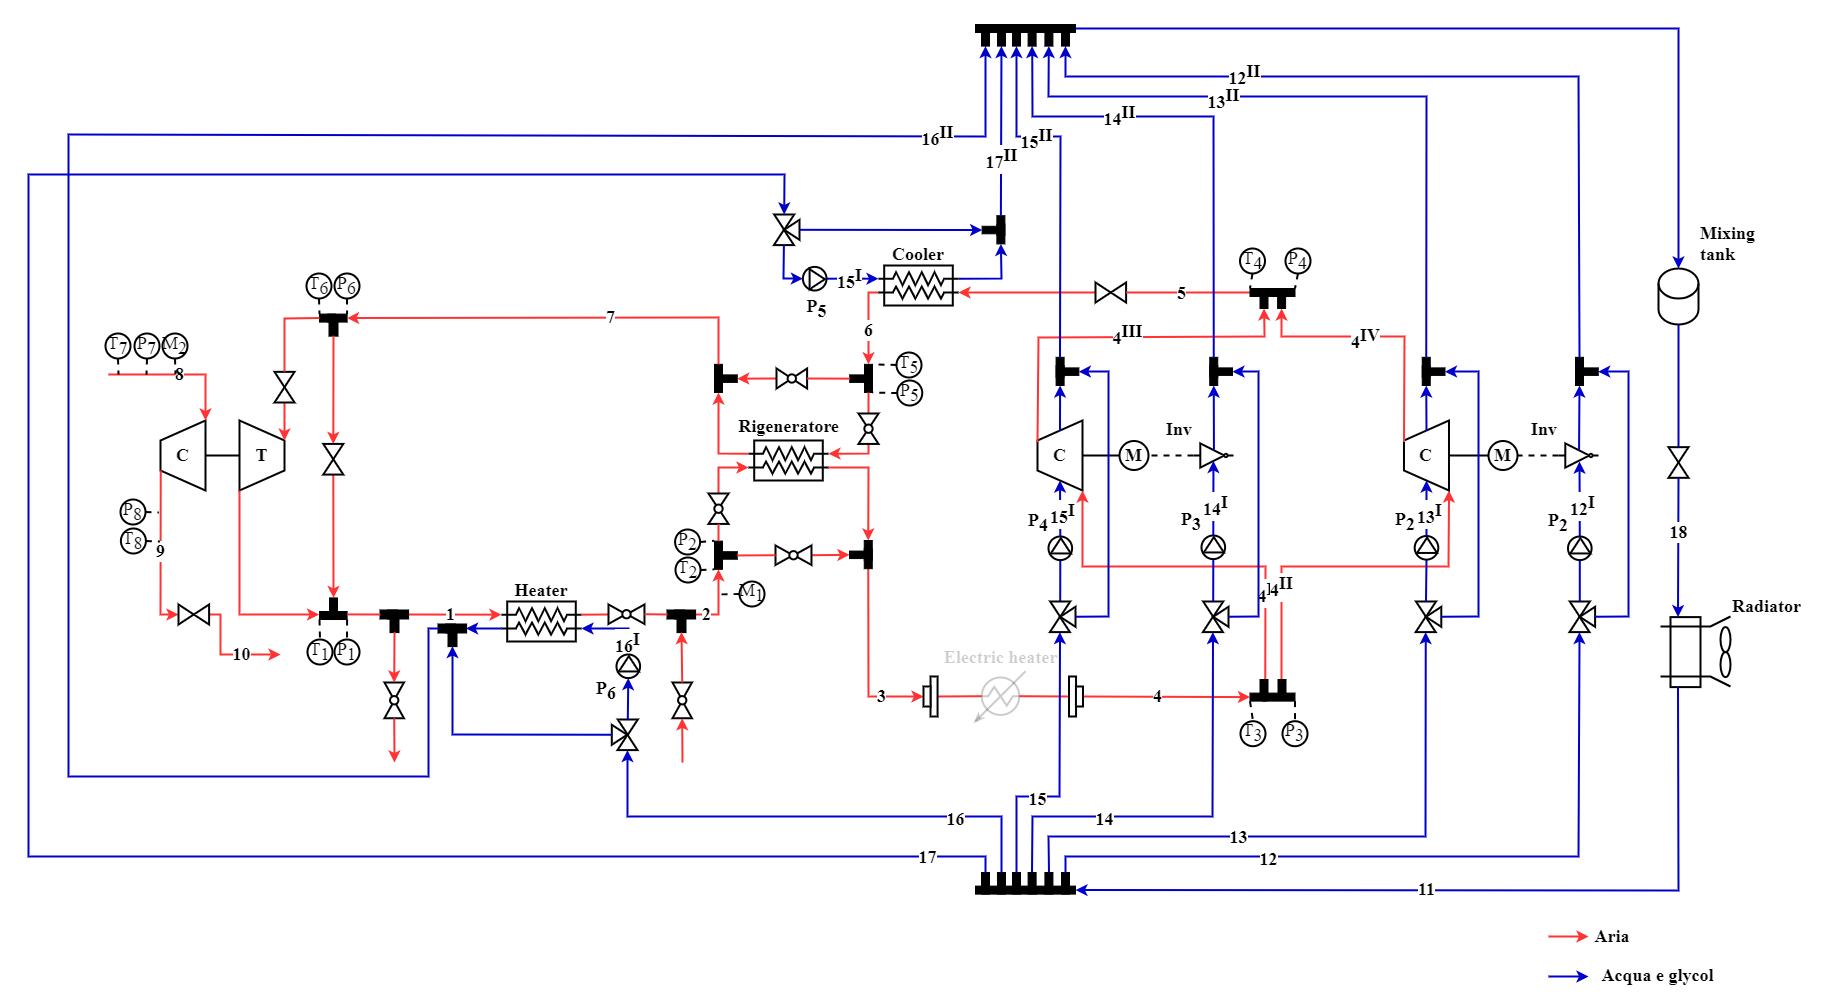 12II
13II
14II
16II
15II
17II
Mixing
tank
Cooler
T4
P4
15I
P5
5
T6
P6
7
6
4III
4IV
T7
P7
M2
8
T5
P5
Rigeneratore
Inv
Inv
C
T
C
M
C
M
P8
T8
9
P4
15I
P3
14I
P2
13I
P2
12I
18
P2
T2
M1
Heater
4I
4II
1
2
Radiator
T1
P1
16I
10
P6
Electric heater
3
4
T3
P3
15
16
14
13
17
12
11
Aria
Acqua e glycol